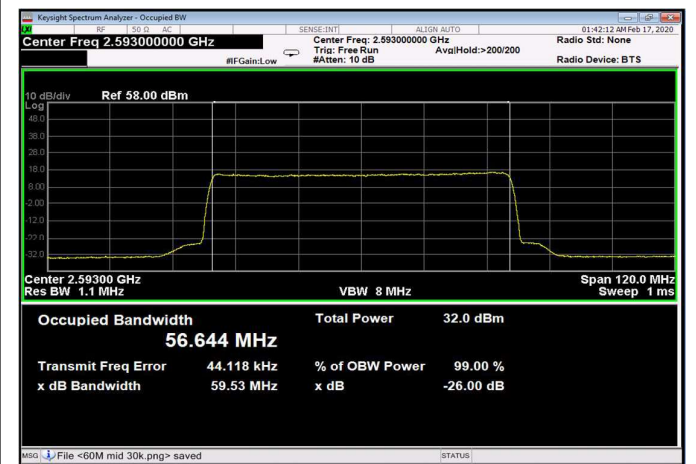 Keysight Spectrum Analyzer - Occupied BW
LXI RF 50 Ω AC SENSE:INT ALIGN AUTO 01:42:12 AM Feb 17, 2020
Center Freq 2.593000000 GHz Center Freq: 2.593000000 GHz Radio Std: None
Trig: Free Run Avg|Hold:>200/200
#IFGain:Low #Atten: 10 dB Radio Device: BTS
10 dB/div Ref 58.00 dBm
Log
48.0
38.0
28.0
18.0
8.00
-2.00
-12.0
-22.0
-32.0
Center 2.59300 GHz Span 120.0 MHz
Res BW 1.1 MHz VBW 8 MHz Sweep 1 ms
Occupied Bandwidth Total Power 32.0 dBm
56.644 MHz
Transmit Freq Error 44.118 kHz % of OBW Power 99.00 %
x dB Bandwidth 59.53 MHz x dB -26.00 dB
MSG File <60M mid 30k.png> saved STATUS